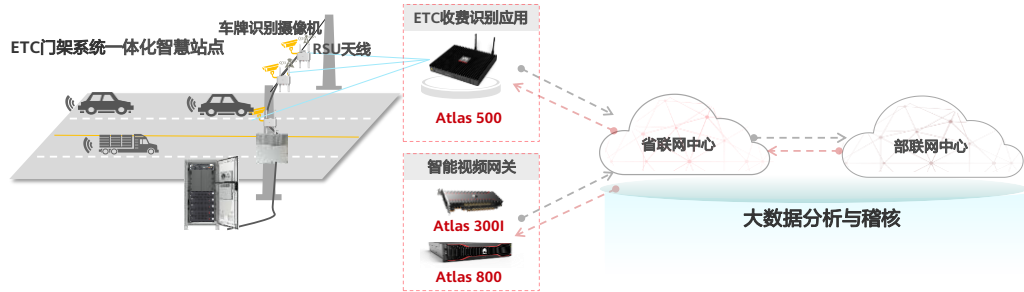 ETC门架系统一体化智慧站点
车牌识别摄像机
RSU天线
ETC收费识别应用
Atlas 500
智能视频网关
Atlas 300I
Atlas 800
省联网中心
部联网中心
大数据分析与稽核